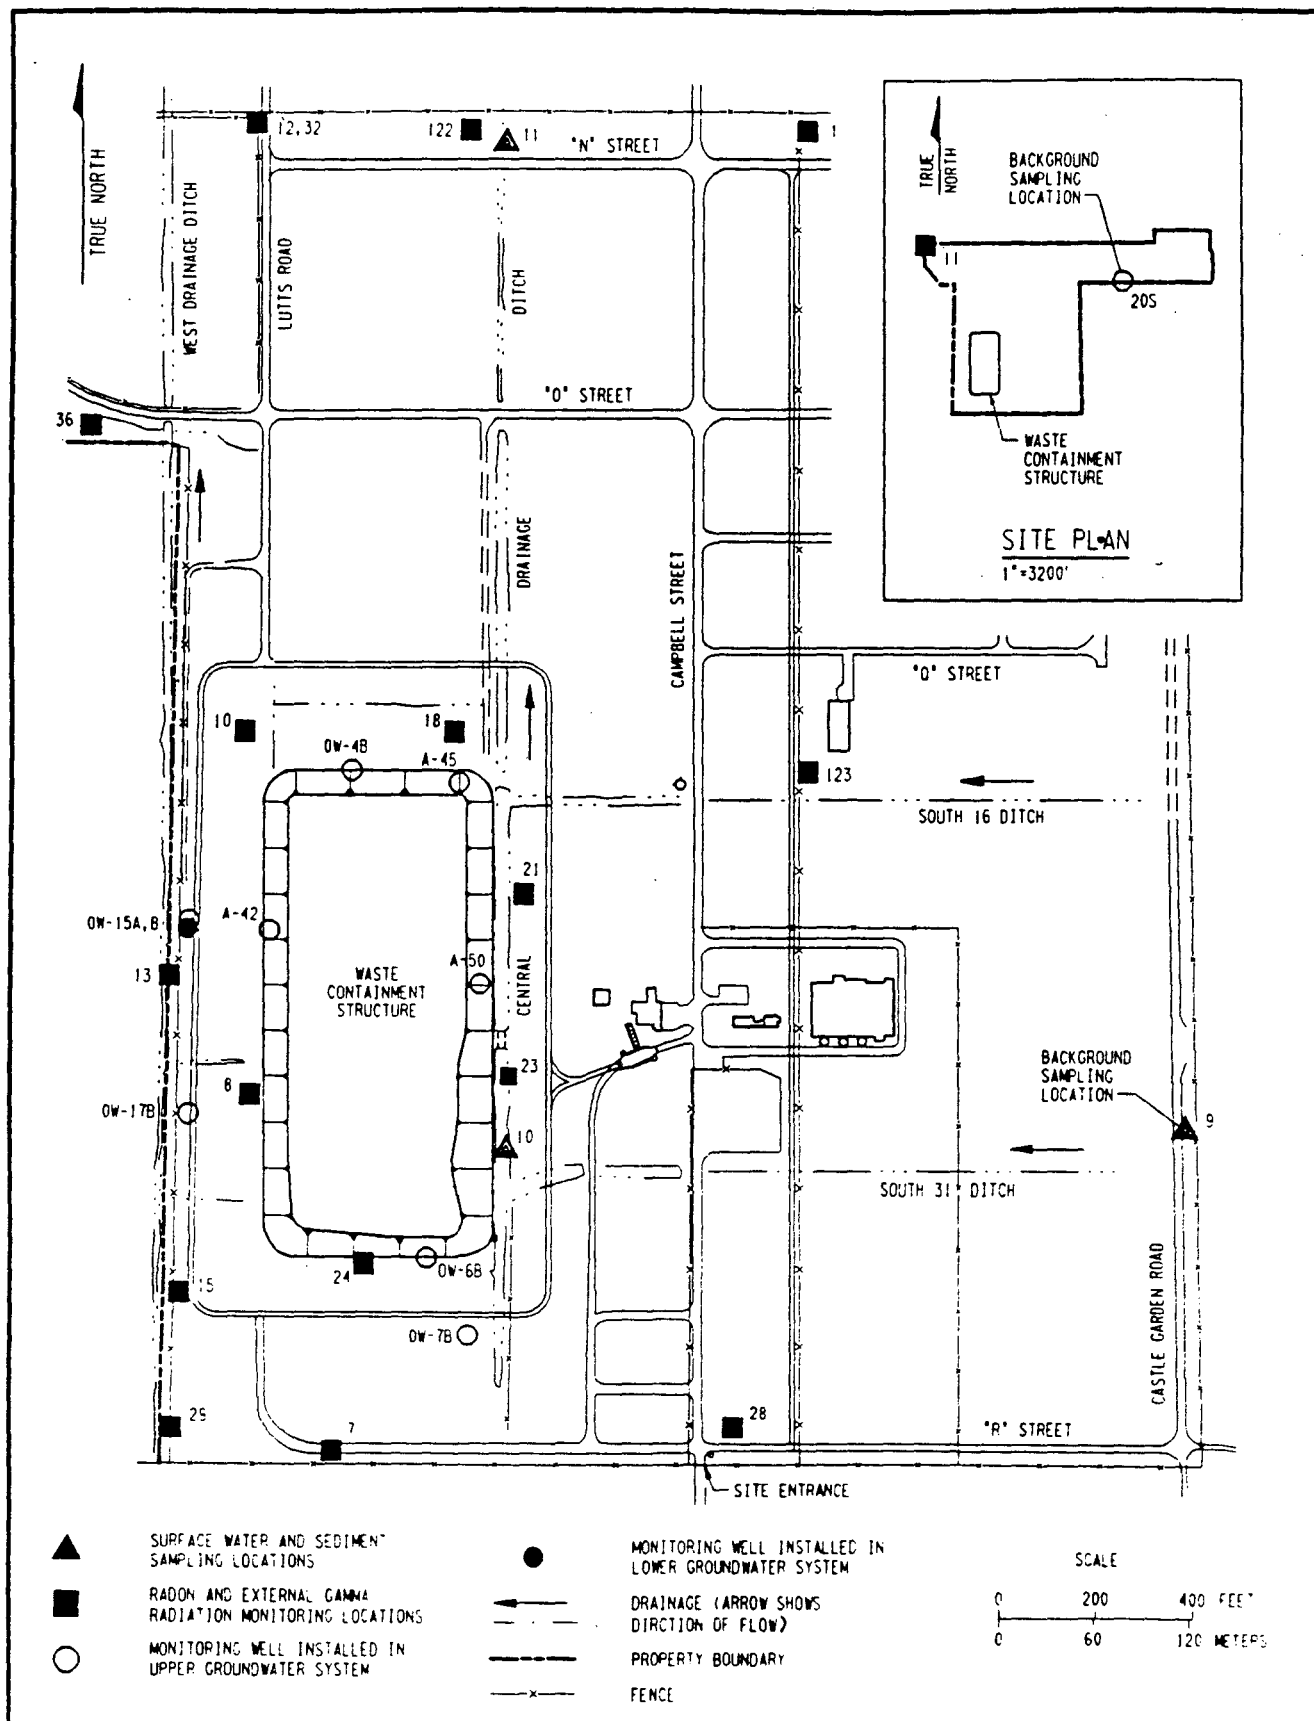 TRUE NORTH
WEST DRAINAGE DITCH
LUTTS ROAD
12,32
122
11
"N" STREET
1
DITCH
"O" STREET
36
DRAINAGE
CAMPBELL STREET
TRUE
NORTH
BACKGROUND
SAMPLING
LOCATION
11
20S
WASTE
CONTAINMENT
STRUCTURE
SITE PLAN
1"=3200'
"Q" STREET
10
18
OW-4B
A-45
123
SOUTH 16 DITCH
21
OW-15A,B
A-42
13
A-50
WASTE
CONTAINMENT
STRUCTURE
CENTRAL
23
8
OW-17B
10
BACKGROUND
SAMPLING
LOCATION
9
SOUTH 31 DITCH
24
OW-6B
15
OW-7B
CASTLE GARDEN ROAD
29
7
28
"R" STREET
SITE ENTRANCE
SURFACE WATER AND SEDIMENT
SAMPLING LOCATIONS
RADON AND EXTERNAL GAMMA
RADIATION MONITORING LOCATIONS
MONITORING WELL INSTALLED IN
UPPER GROUNDWATER SYSTEM
MONITORING WELL INSTALLED IN
LOWER GROUNDWATER SYSTEM
DRAINAGE (ARROW SHOWS
DIRCTION OF FLOW)
PROPERTY BOUNDARY
FENCE
SCALE
0 200 400 FEET
0 60 120 METERS